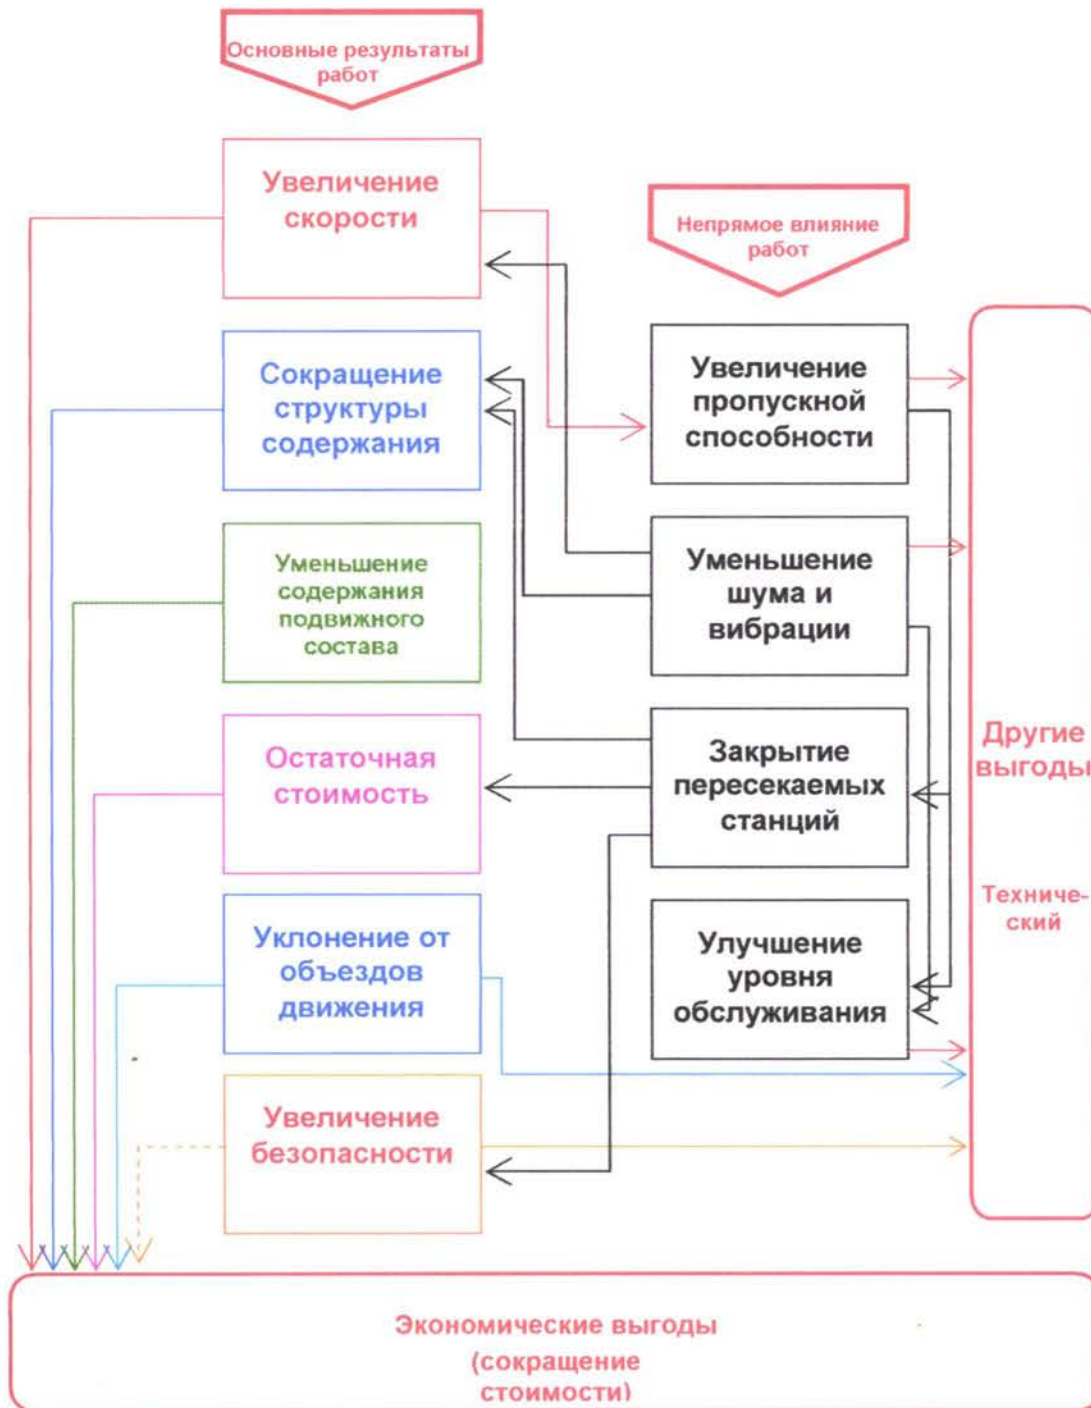 Основные результаты
работ
Увеличение
скорости
Непрямое влияние
работ
Сокращение
структуры
содержания
Увеличение
пропускной
способности
Уменьшение
содержания
подвижного
состава
Уменьшение
шума и
вибрации
Остаточная
стоимость
Закрытие
пересекаемых
станций
Другие
выгоды
Техниче-
ский
Уклонение от
объездов
движения
Улучшение
уровня
обслуживания
Увеличение
безопасности
Экономические выгоды
(сокращение
стоимости)